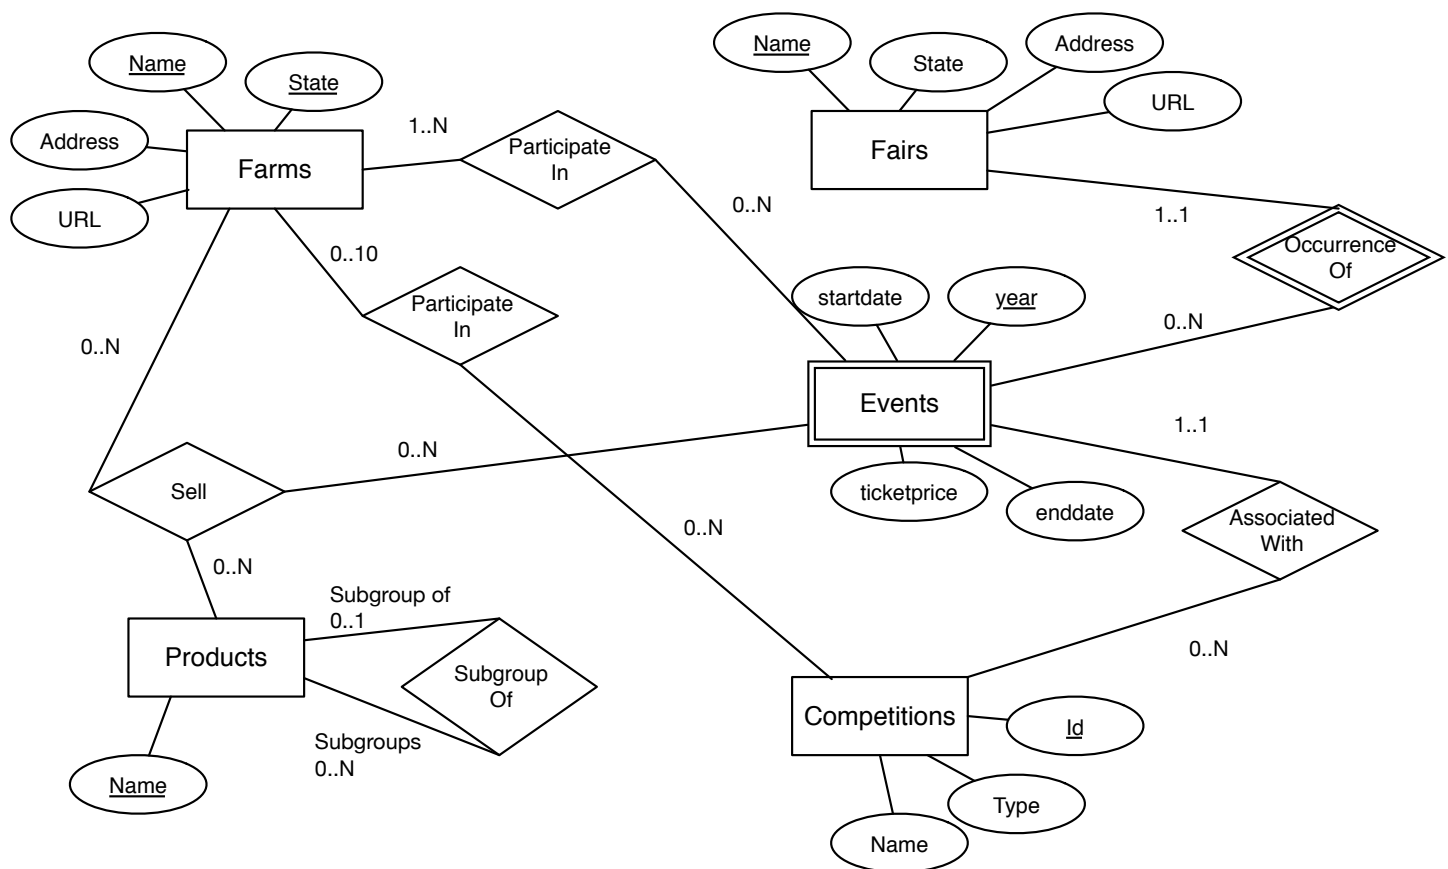 Name
State
Address
URL
Farms
1..N
Participate
In
0..N
Name
State
Address
URL
Fairs
1..1
Occurrence
Of
0..N
0..10
Participate
In
0..N
startdate
year
Events
ticketprice
enddate
1..1
Associated
With
0..N
0..N
Sell
0..N
0..N
Products
Name
Subgroup of
0..1
Subgroup
Of
Subgroups
0..N
Competitions
Id
Type
Name